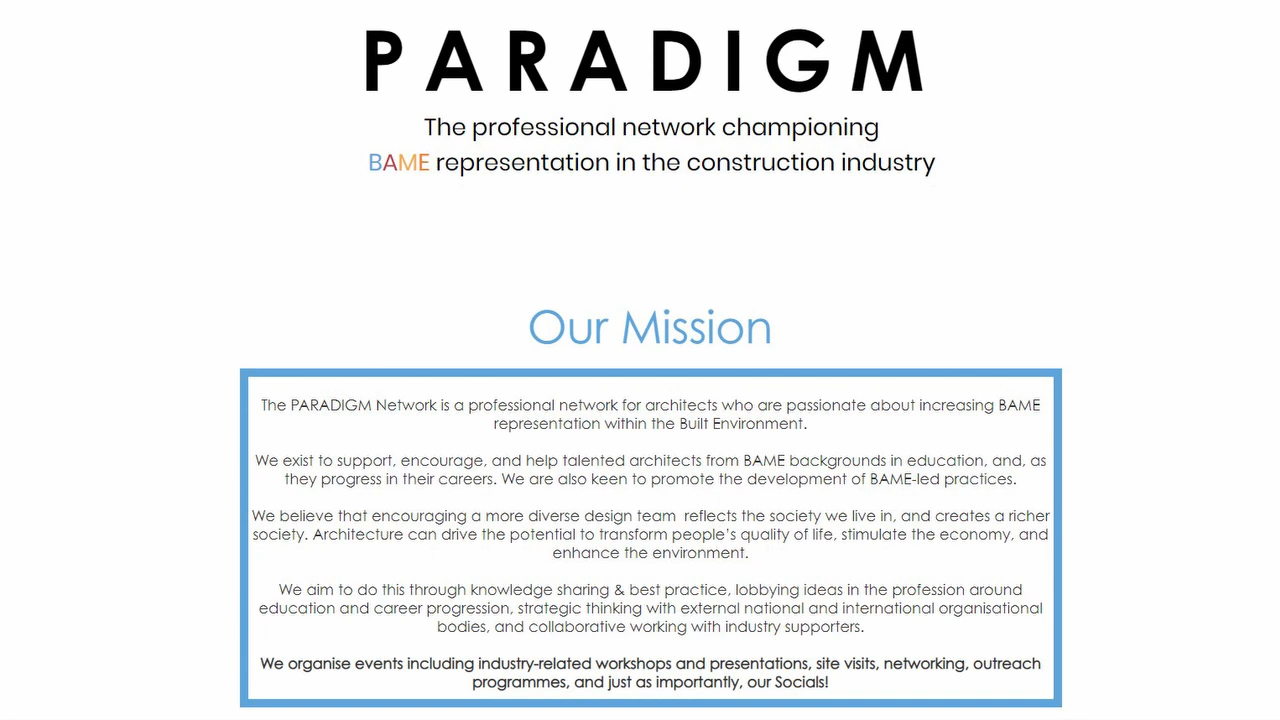 PARADIGM
The professional network championing
BAME representation in the construction industry
Our Mission
The PARADIGM Network is a professional network for architects who are passionate about increasing BAME
representation within the Built Environment.
We exist to support, encourage, and help talented architects from BAME backgrounds in education, and, as
they progress in their careers. We are also keen to promote the development of BAME-led practices.
We believe that encouraging a more diverse design team  reflects the society we live in, and creates a richer
society. Architecture can drive the potential to transform people’s quality of life, stimulate the economy, and
enhance the environment.
We aim to do this through knowledge sharing & best practice, lobbying ideas in the profession around
education and career progression, strategic thinking with external national and international organisational
bodies, and collaborative working with industry supporters.
We organise events including industry-related workshops and presentations, site visits, networking, outreach
programmes, and just as importantly, our Socials!